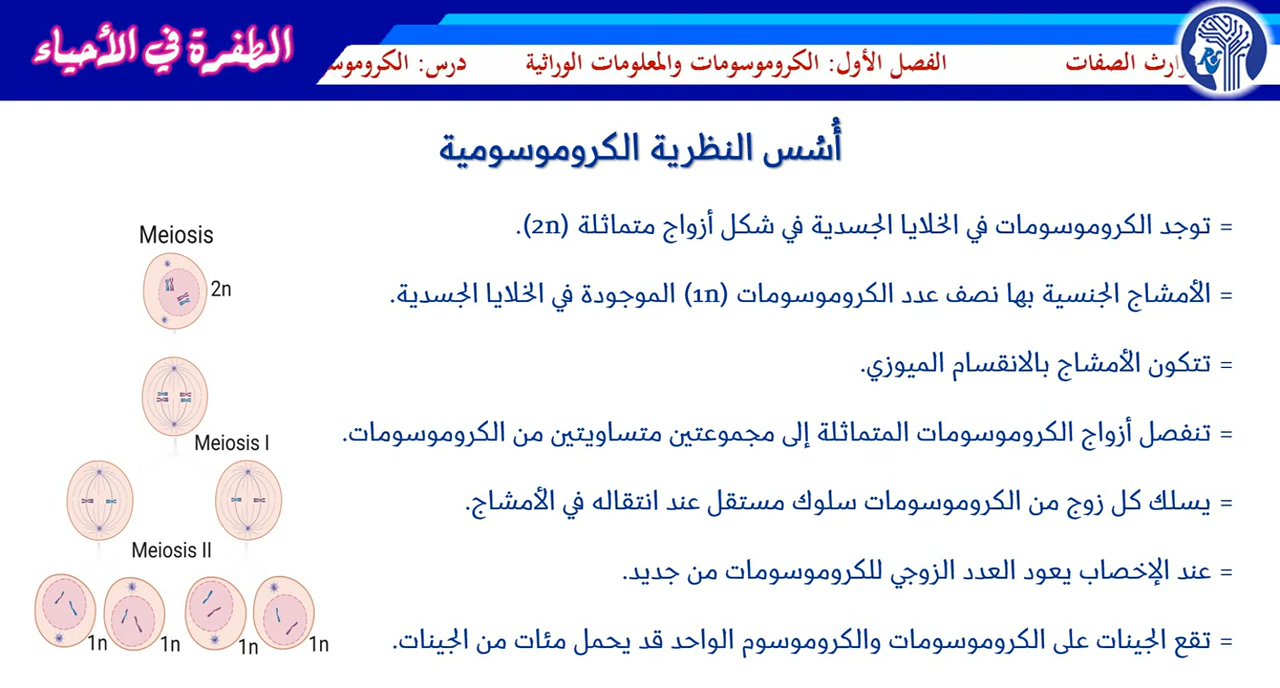 الطفرة في الأحياء
الصفات الفصل الأول: الكروموسومات والمعلومات الوراثية درس:
أُسُس النظرية الكروموسومية
= توجد الكروموسومات في الخلايا الجسدية في شكل أزواج متماثلة (2n).
= الأمشاج الجنسية بها نصف عدد الكروموسومات (1n) الموجودة في الخلايا الجسدية.
= تتكون الأمشاج بالانقسام الميوزي.
= تنفصل أزواج الكروموسومات المتماثلة إلى مجموعتين متساويتين من الكروموسومات.
= يسلك كل زوج من الكروموسومات سلوك مستقل عند انتقاله في الأمشاج.
= عند الإخصاب يعود العدد الزوجي للكروموسومات من جديد.
= تقع الجينات على الكروموسومات والكروموسوم الواحد قد يحمل مئات من الجينات.
Meiosis
2n
Meiosis I
Meiosis II
1n 1n 1n 1n